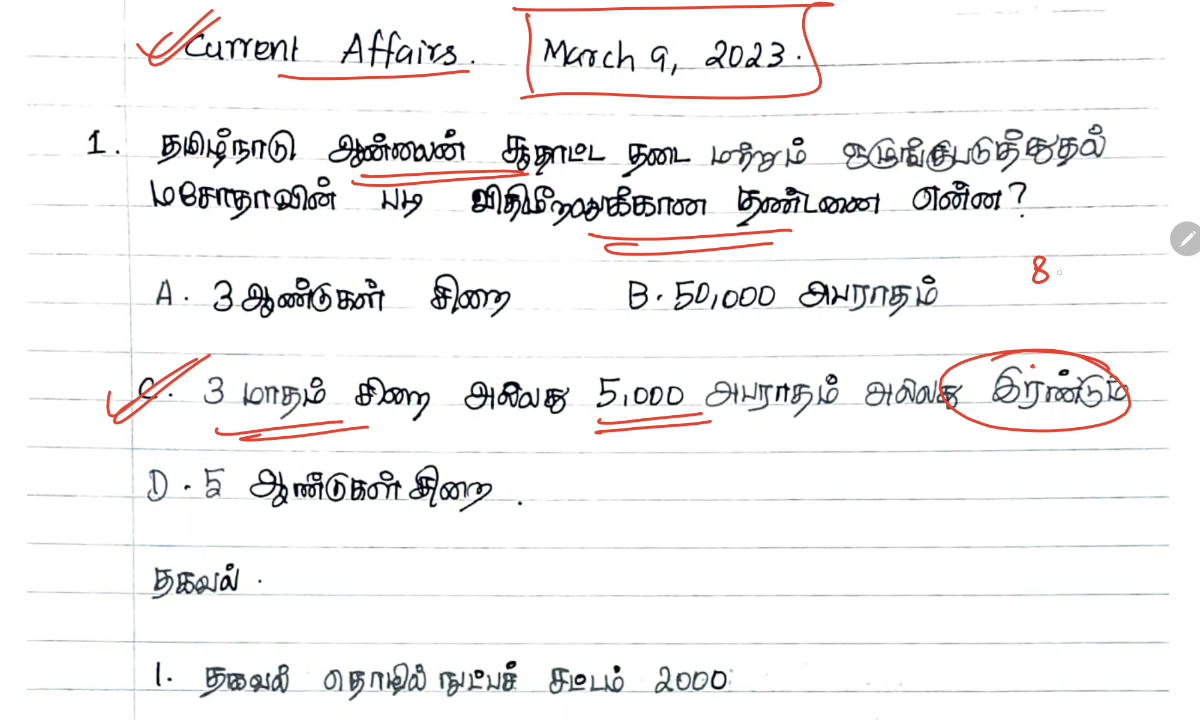 Current Affairs. March 9, 2023.
1. தமிழ்நாடு ஆன்லைன் சூதாட்ட தடை மற்றும் ஒழுங்குபடுத்துதல்
மசோதாவின் படி விதிமீறலுக்கான தண்டனை என்ன?
8
A. 3 ஆண்டுகள் சிறை B. 50,000 அபராதம்
C. 3 மாதம் சிறை அல்லது 5,000 அபராதம் அல்லது இரண்டும்
D. 5 ஆண்டுகள் சிறை.
தகவல்.
1. தகவல் தொழில் நுட்பச் சட்டம் 2000